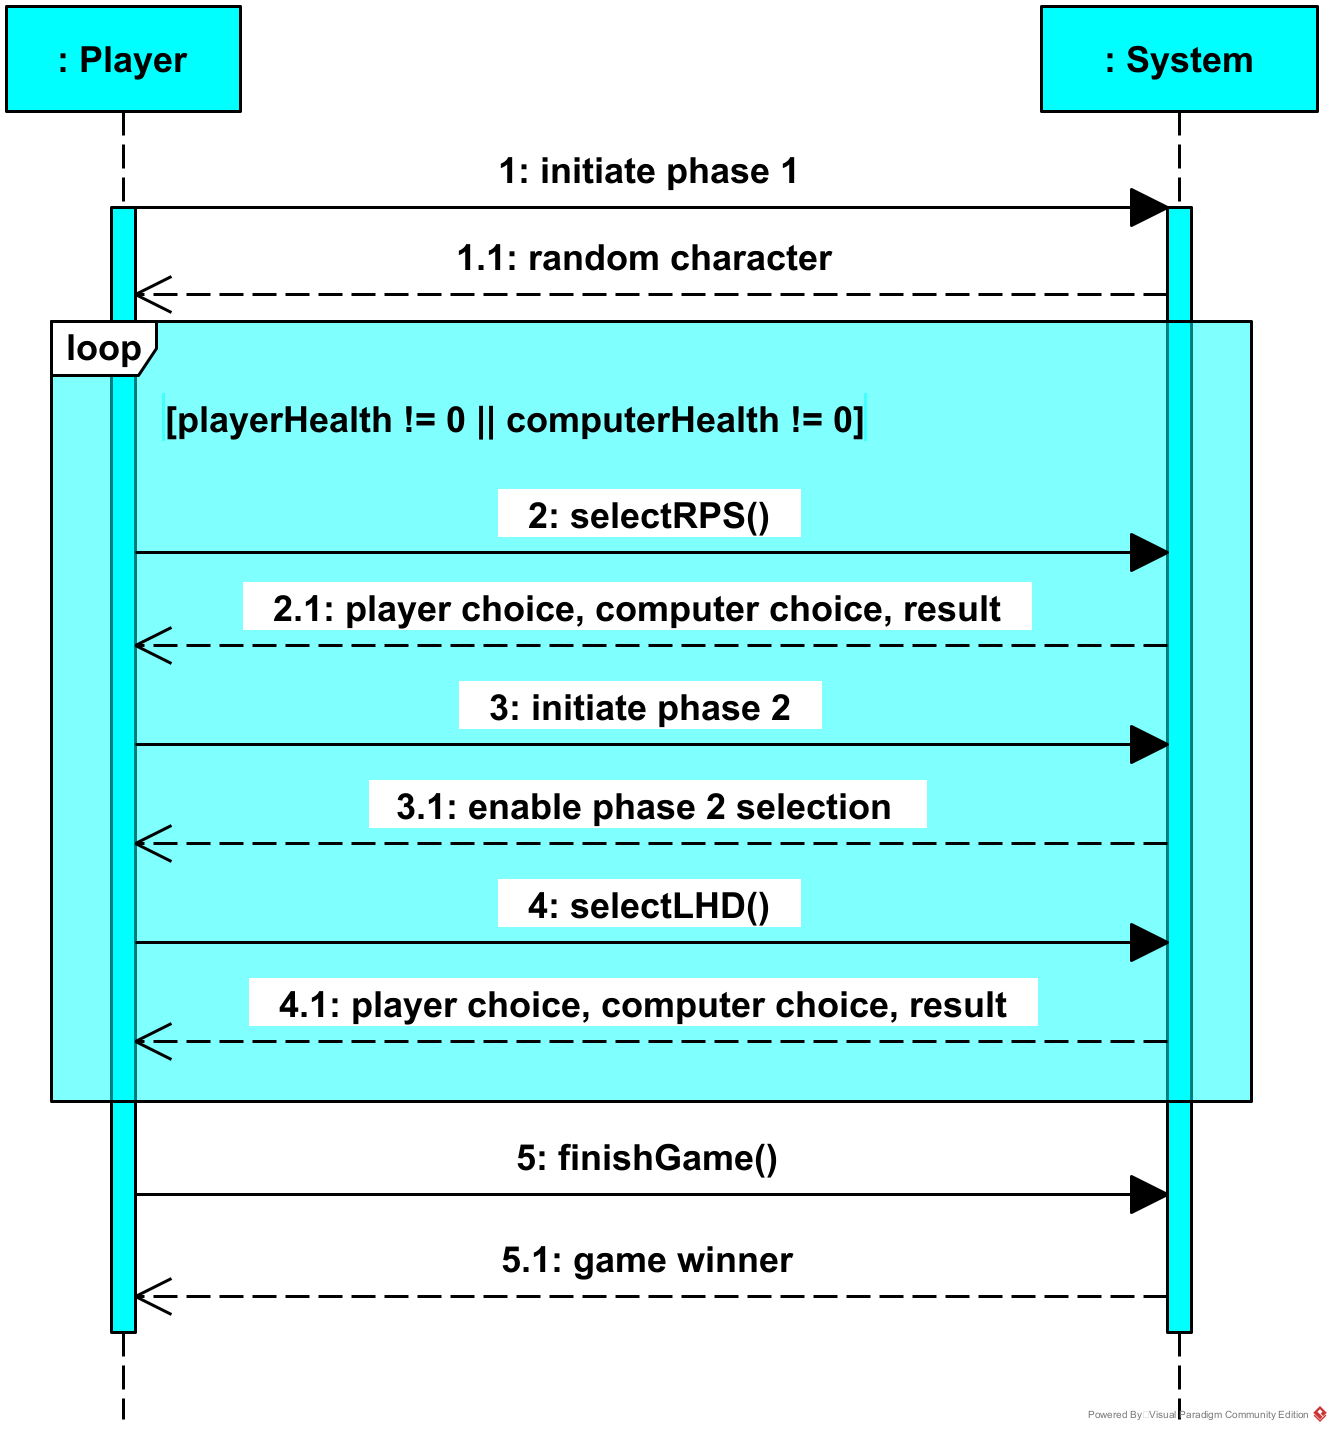 : Player
: System
1: initiate phase 1
1.1: random character
loop
[playerHealth != 0 || computerHealth != 0]
2: selectRPS()
2.1: player choice, computer choice, result
3: initiate phase 2
3.1: enable phase 2 selection
4: selectLHD()
4.1: player choice, computer choice, result
5: finishGame()
5.1: game winner
Powered By Visual Paradigm Community Edition